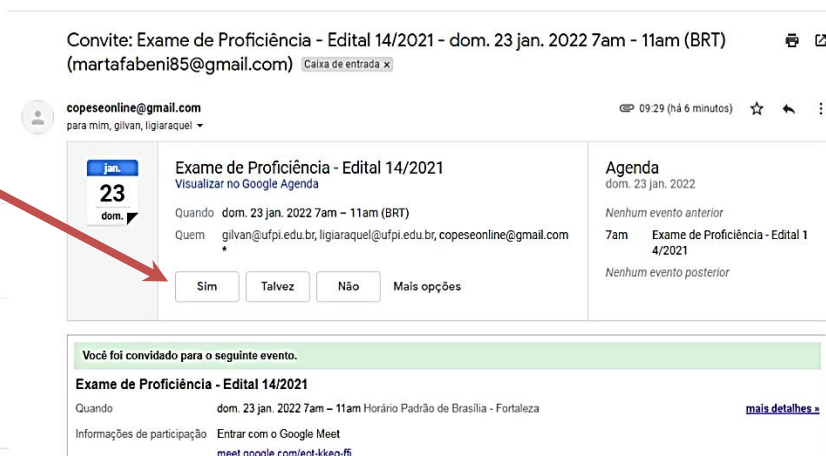 Convite: Exame de Proficiência - Edital 14/2021 - dom. 23 jan. 2022 7am - 11am (BRT)
(martafabeni85@gmail.com) Caixa de entrada x
copeseonline@gmail.com
09:29 (há 6 minutos)
para mim, gilvan, ligiaraquel
jan.
23
dom.
Exame de Proficiência - Edital 14/2021
Visualizar no Google Agenda
Quando dom. 23 jan. 2022 7am – 11am (BRT)
Quem gilvan@ufpi.edu.br, ligiaraquel@ufpi.edu.br, copeseonline@gmail.com
*
Sim Talvez Não Mais opções
Agenda
dom. 23 jan. 2022
Nenhum evento anterior
7am Exame de Proficiência - Edital 1
4/2021
Nenhum evento posterior
Você foi convidado para o seguinte evento.
Exame de Proficiência - Edital 14/2021
Quando dom. 23 jan. 2022 7am – 11am Horário Padrão de Brasília - Fortaleza mais detalhes »
Informações de participação Entrar com o Google Meet